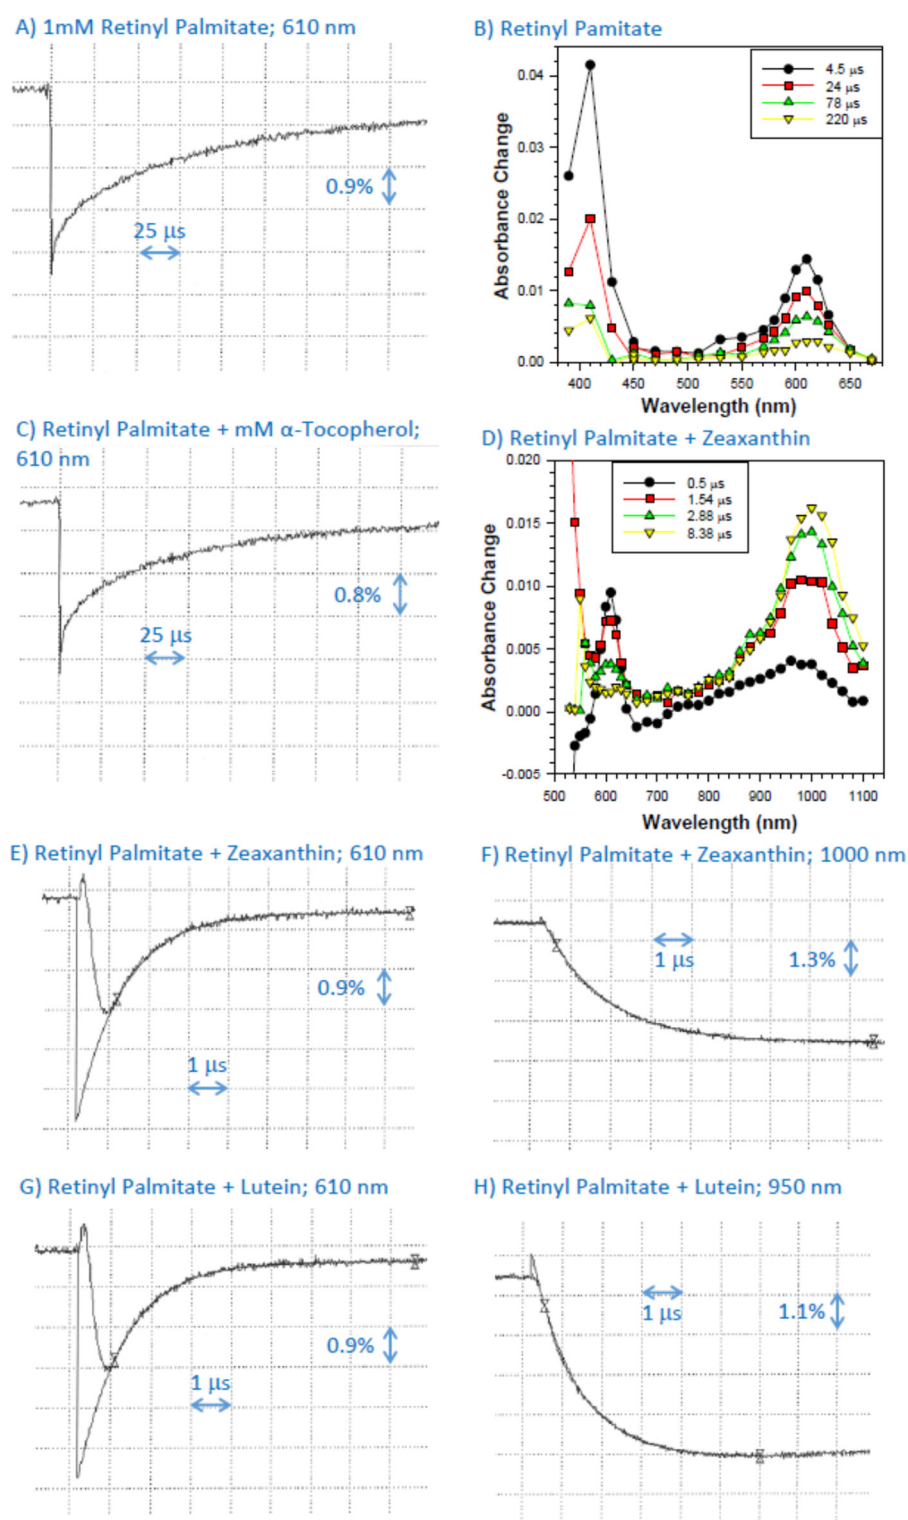 A) 1mM Retinyl Palmitate; 610 nm
0.9%
25 µs
B) Retinyl Pamitate
4.5 µs
24 µs
78 µs
220 µs
Absorbance Change
0.04
0.03
0.02
0.01
0.00
400 450 500 550 600 650
Wavelength (nm)
C) Retinyl Palmitate + mM α-Tocopherol;
610 nm
0.8%
25 µs
D) Retinyl Palmitate + Zeaxanthin
0.5 µs
1.54 µs
2.88 µs
8.38 µs
Absorbance Change
0.020
0.015
0.010
0.005
0.000
-0.005
500 600 700 800 900 1000 1100
Wavelength (nm)
E) Retinyl Palmitate + Zeaxanthin; 610 nm
0.9%
1 µs
F) Retinyl Palmitate + Zeaxanthin; 1000 nm
1 µs
1.3%
G) Retinyl Palmitate + Lutein; 610 nm
0.9%
1 µs
H) Retinyl Palmitate + Lutein; 950 nm
1 µs
1.1%